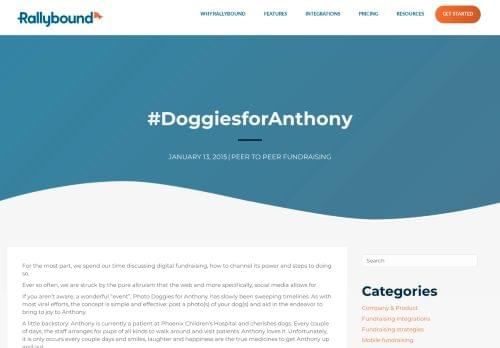 Rallybound
WHY RALLYBOUND
FEATURES
INTEGRATIONS
PRICING
RESOURCES
GET STARTED
#DoggiesforAnthony
JANUARY 13, 2015 | PEER TO PEER FUNDRAISING
For the most part, we spend our time discussing digital fundraising, how to channel its power and steps to doing
so.
Ever so often, we are struck by the pure altruism that the web and more specifically, social media allows for.
If you aren't aware, a wonderful "event", Photo Doggies for Anthony, has slowly been sweeping timelines. As with
most viral efforts, the concept is simple and effective: post a photo(s) of your dog(s) and aid in the endeavor to
bring to joy to Anthony.
A little backstory: Anthony is currently a patient at Phoenix Children's Hospital and cherishes dogs. Every couple
of days, the staff arranges for pups of all kinds to walk around and visit patients. Anthony loves it. Unfortunately,
it is only occurs every couple days and smiles, laughter and happiness are the true medicines to get Anthony up
and out.
Search
Categories
Company & Product
Fundraising integrations
Fundraising strategies
Mobile fundraising